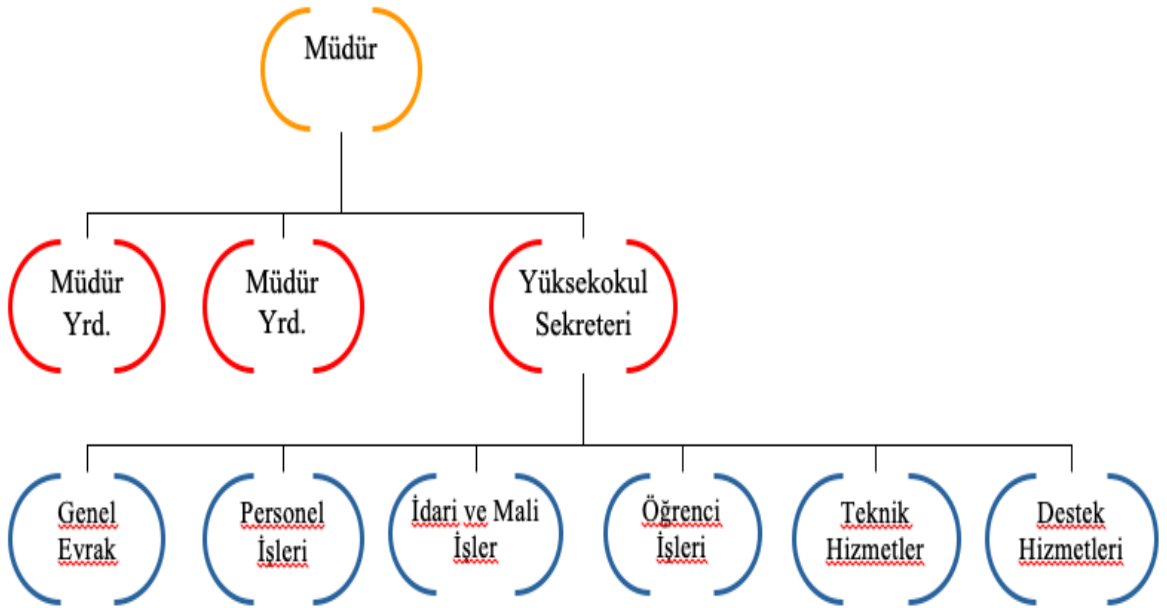 Müdür
Müdür
Yrd.
Müdür
Yrd.
Yüksekokul
Sekreteri
Genel
Evrak
Personel
İşleri
İdari ve Mali
İşler
Öğrenci
İşleri
Teknik
Hizmetler
Destek
Hizmetleri